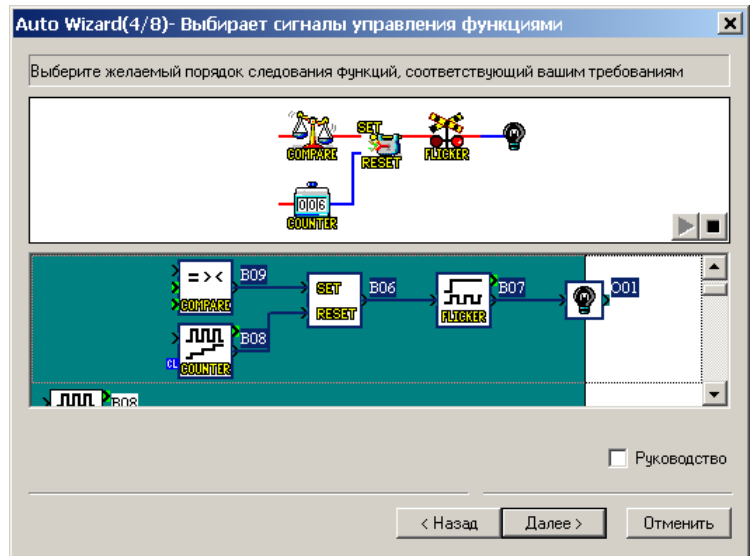 Auto Wizard(4/8)- Выбирает сигналы управления функциями
Выберите желаемый порядок следования функций, соответствующий вашим требованиям
COMPARE
SET
RESET
FLICKER
006
COUNTER
=><
B09
COMPARE
SET
RESET
B06
FLICKER
B07
O01
B08
CL
COUNTER
B08
Руководство
< Назад
Далее >
Отменить